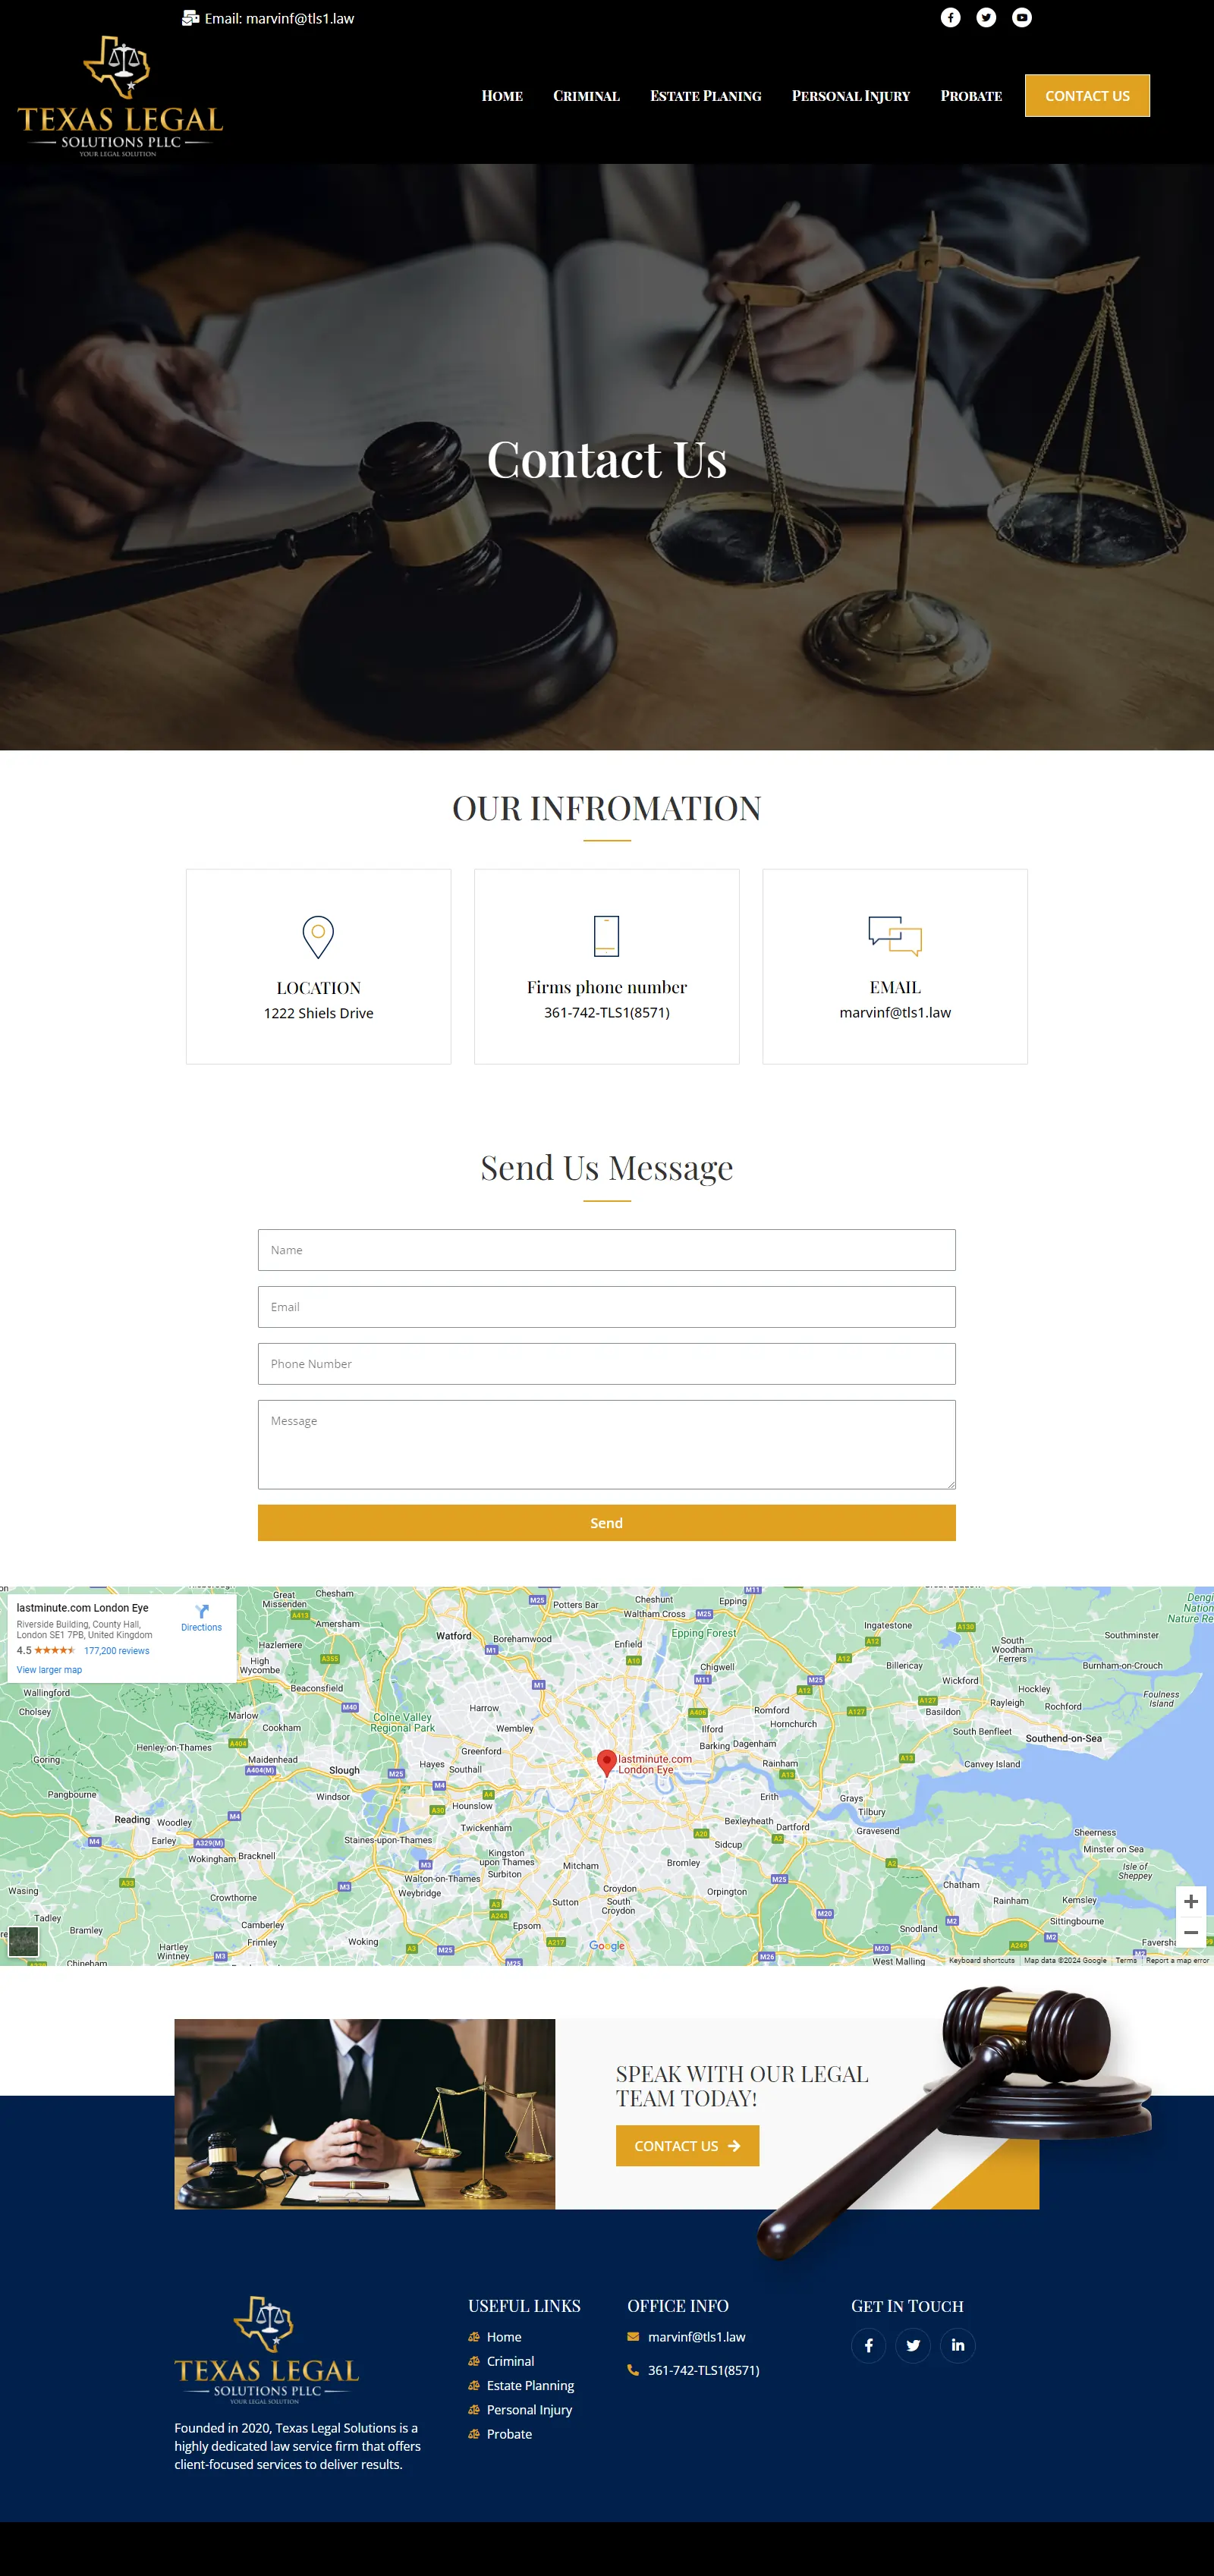 Email: marvinf@tls1.law
TEXAS LEGAL
SOLUTIONS PLLC
YOUR LEGAL SOLUTION
Home
Criminal
Estate Planing
Personal Injury
Probate
CONTACT US
Contact Us
OUR INFROMATION
LOCATION
1222 Shiels Drive
Firms phone number
361-742-TLS1(8571)
EMAIL
marvinf@tls1.law
Send Us Message
Name
Email
Phone Number
Message
Send
lastminute.com London Eye
Riverside Building, County Hall,
London SE1 7PB, United Kingdom
4.5
177,200 reviews
View larger map
Directions
Great
Missenden
Chesham
Amersham
Potters Bar
Cheshunt
Waltham Cross
Epping
Epping Forest
Watford
Borehamwood
Enfield
Chigwell
Ingatestone
Billericay
South
Woodham
Ferrers
Southminster
Burnham-on-Crouch
Hazlemere
High
Wycombe
Beaconsfield
Wickford
Hockley
Rayleigh
Rochford
Foulness
Island
Wallingford
Cholsey
Marlow
Cookham
Colne Valley
Regional Park
Harrow
Wembley
Romford
Hornchurch
Ilford
Barking
Dagenham
Basildon
South Benfleet
Southend-on-Sea
Henley-on-Thames
Goring
Maidenhead
Slough
Greenford
Hayes
Southall
lastminute.com
London Eye
Rainham
Canvey Island
Pangbourne
Windsor
Hounslow
Erith
Grays
Tilbury
Reading
Woodley
Earley
Twickenham
Bexleyheath
Dartford
Gravesend
Staines-upon-Thames
Sidcup
Sheerness
Minster on Sea
Wokingham
Bracknell
Kingston
upon Thames
Surbiton
Mitcham
Bromley
Isle of
Sheppey
Walton-on-Thames
Weybridge
Wasing
Crowthorne
Croydon
South
Croydon
Sutton
Orpington
Chatham
Rainham
Kemsley
Tadley
Bramley
Camberley
Frimley
Epsom
Snodland
Sittingbourne
Hartley
Wintney
Woking
Google
West Malling
Chineham
Keyboard shortcuts
Map data ©2024 Google
Terms
Report a map error
SPEAK WITH OUR LEGAL
TEAM TODAY!
CONTACT US
TEXAS LEGAL
SOLUTIONS PLLC
YOUR LEGAL SOLUTION
Founded in 2020, Texas Legal Solutions is a
highly dedicated law service firm that offers
client-focused services to deliver results.
USEFUL LINKS
Home
Criminal
Estate Planning
Personal Injury
Probate
OFFICE INFO
marvinf@tls1.law
361-742-TLS1(8571)
Get In Touch